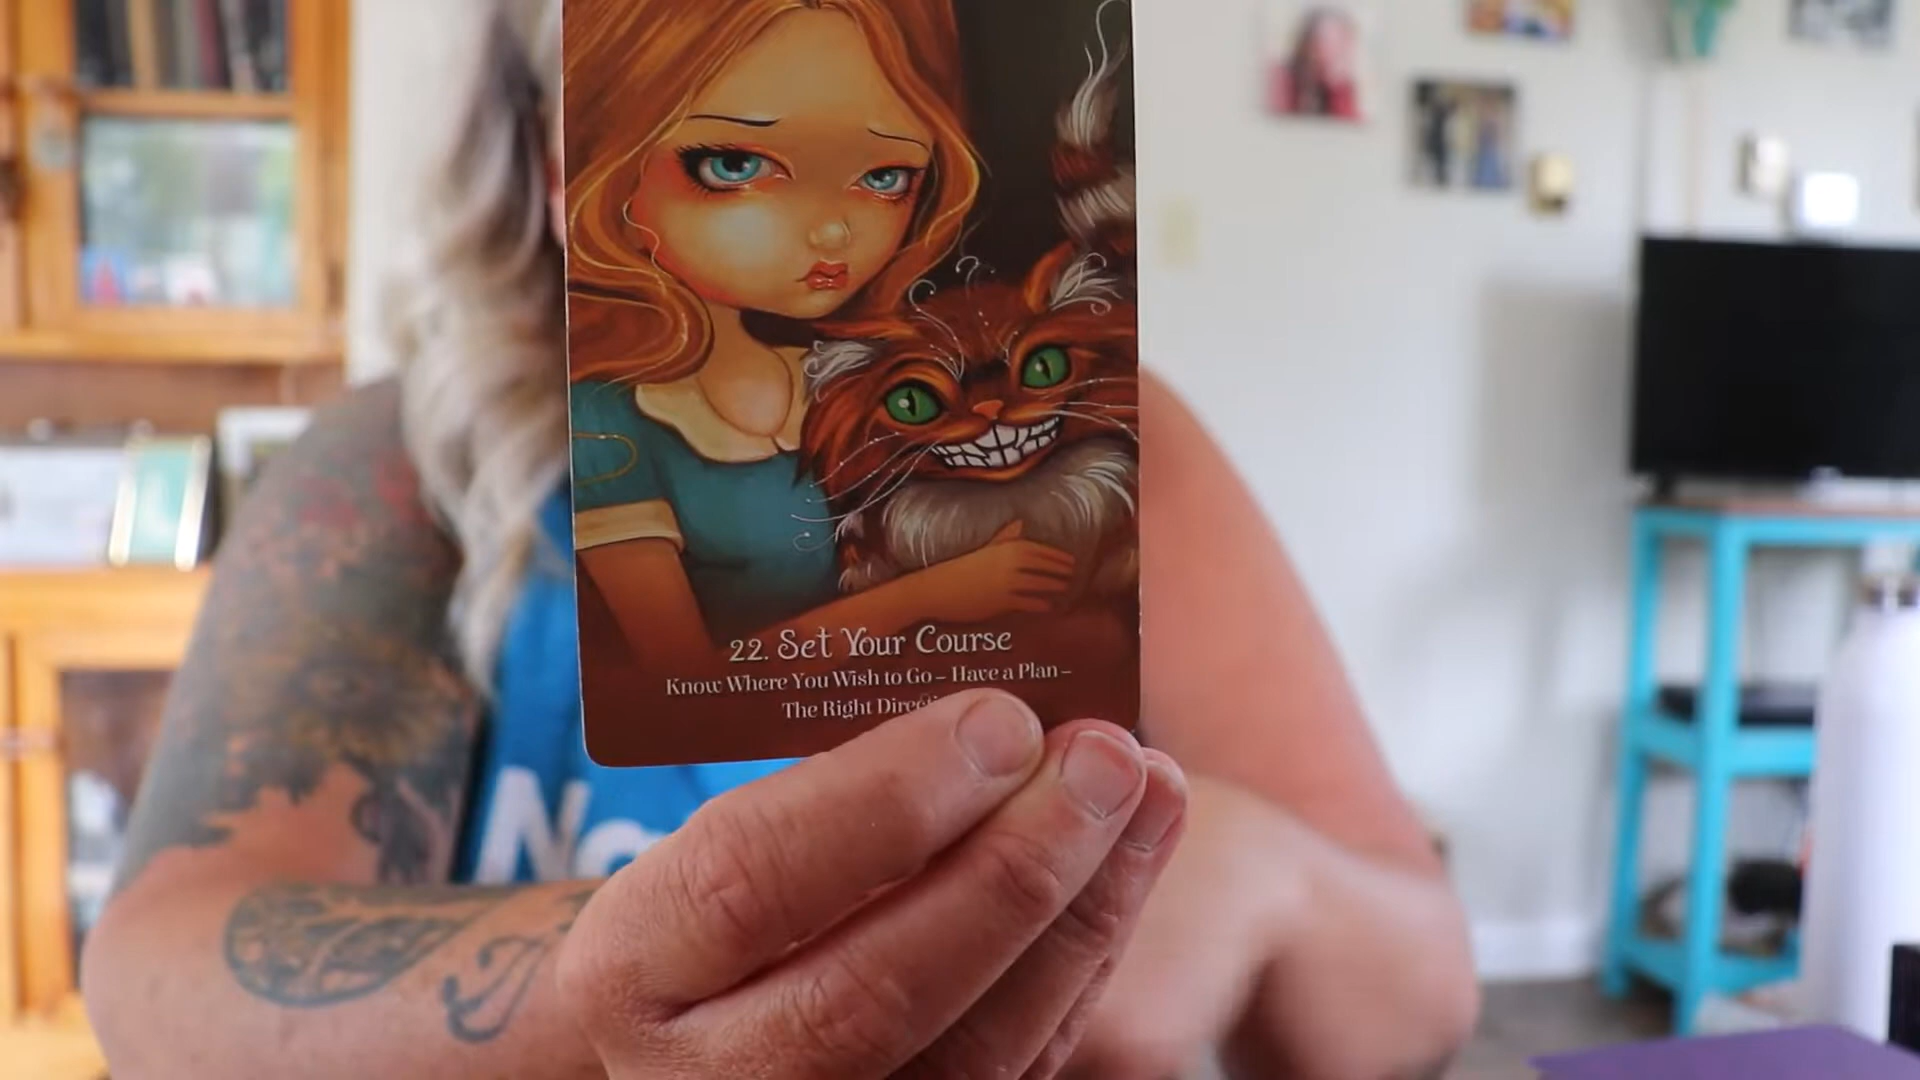 22. Set Your Course
Know Where You Wish to Go – Have a Plan –
The Right